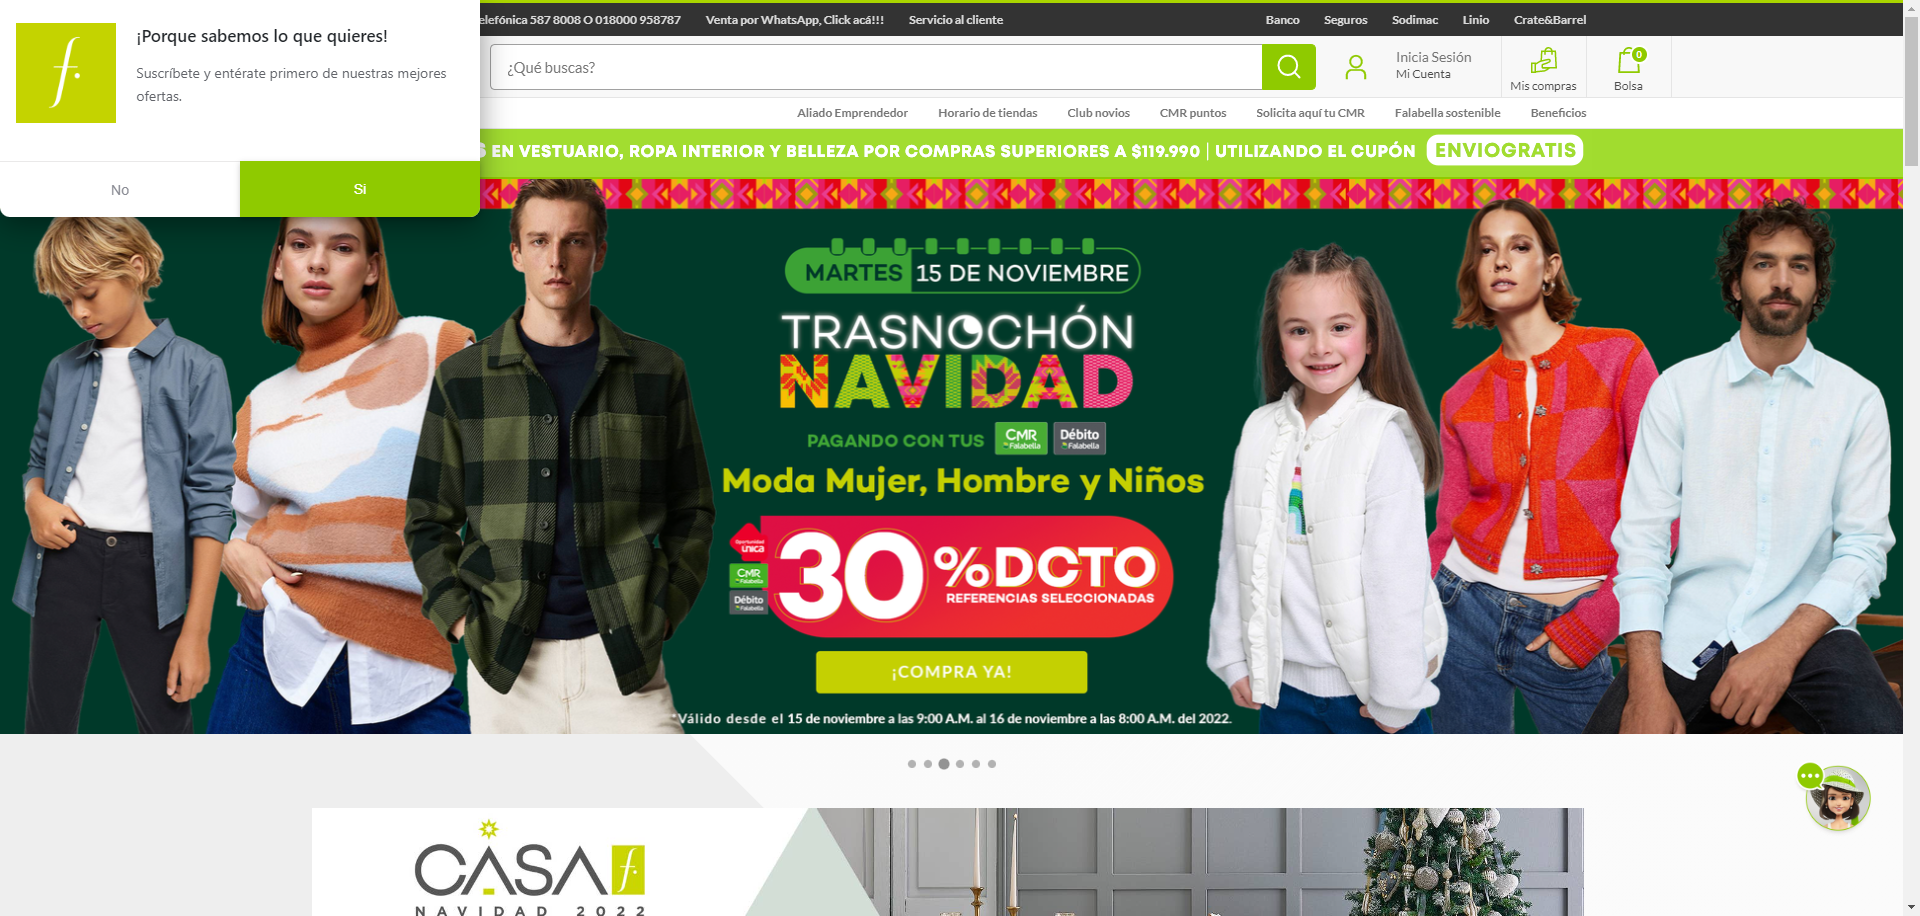 ¡Porque sabemos lo que quieres!
Suscríbete y entérate primero de nuestras mejores
ofertas.
No
Si
elefónica 587 8008 O 018000 958787
Venta por WhatsApp, Click acá!!!
Servicio al cliente
Banco
Seguros
Sodimac
Linio
Crate&Barrel
¿Qué buscas?
Inicia Sesión
Mi Cuenta
Mis compras
0
Bolsa
Aliado Emprendedor
Horario de tiendas
Club novios
CMR puntos
Solicita aquí tu CMR
Falabella sostenible
Beneficios
S EN VESTUARIO, ROPA INTERIOR Y BELLEZA POR COMPRAS SUPERIORES A $119.990 | UTILIZANDO EL CUPÓN ENVIOGRATIS
MARTES 15 DE NOVIEMBRE
TRASNOCHÓN
NAVIDAD
PAGANDO CON TUS CMR Falabella Débito Falabella
Moda Mujer, Hombre y Niños
Oportunidad
única
CMR
Falabella
Débito
Falabella
30%DCTO
REFERENCIAS SELECCIONADAS
¡COMPRA YA!
*Válido desde el 15 de noviembre a las 9:00 A.M. al 16 de noviembre a las 8:00 A.M. del 2022.
CASA f.
NAVIDAD 2022